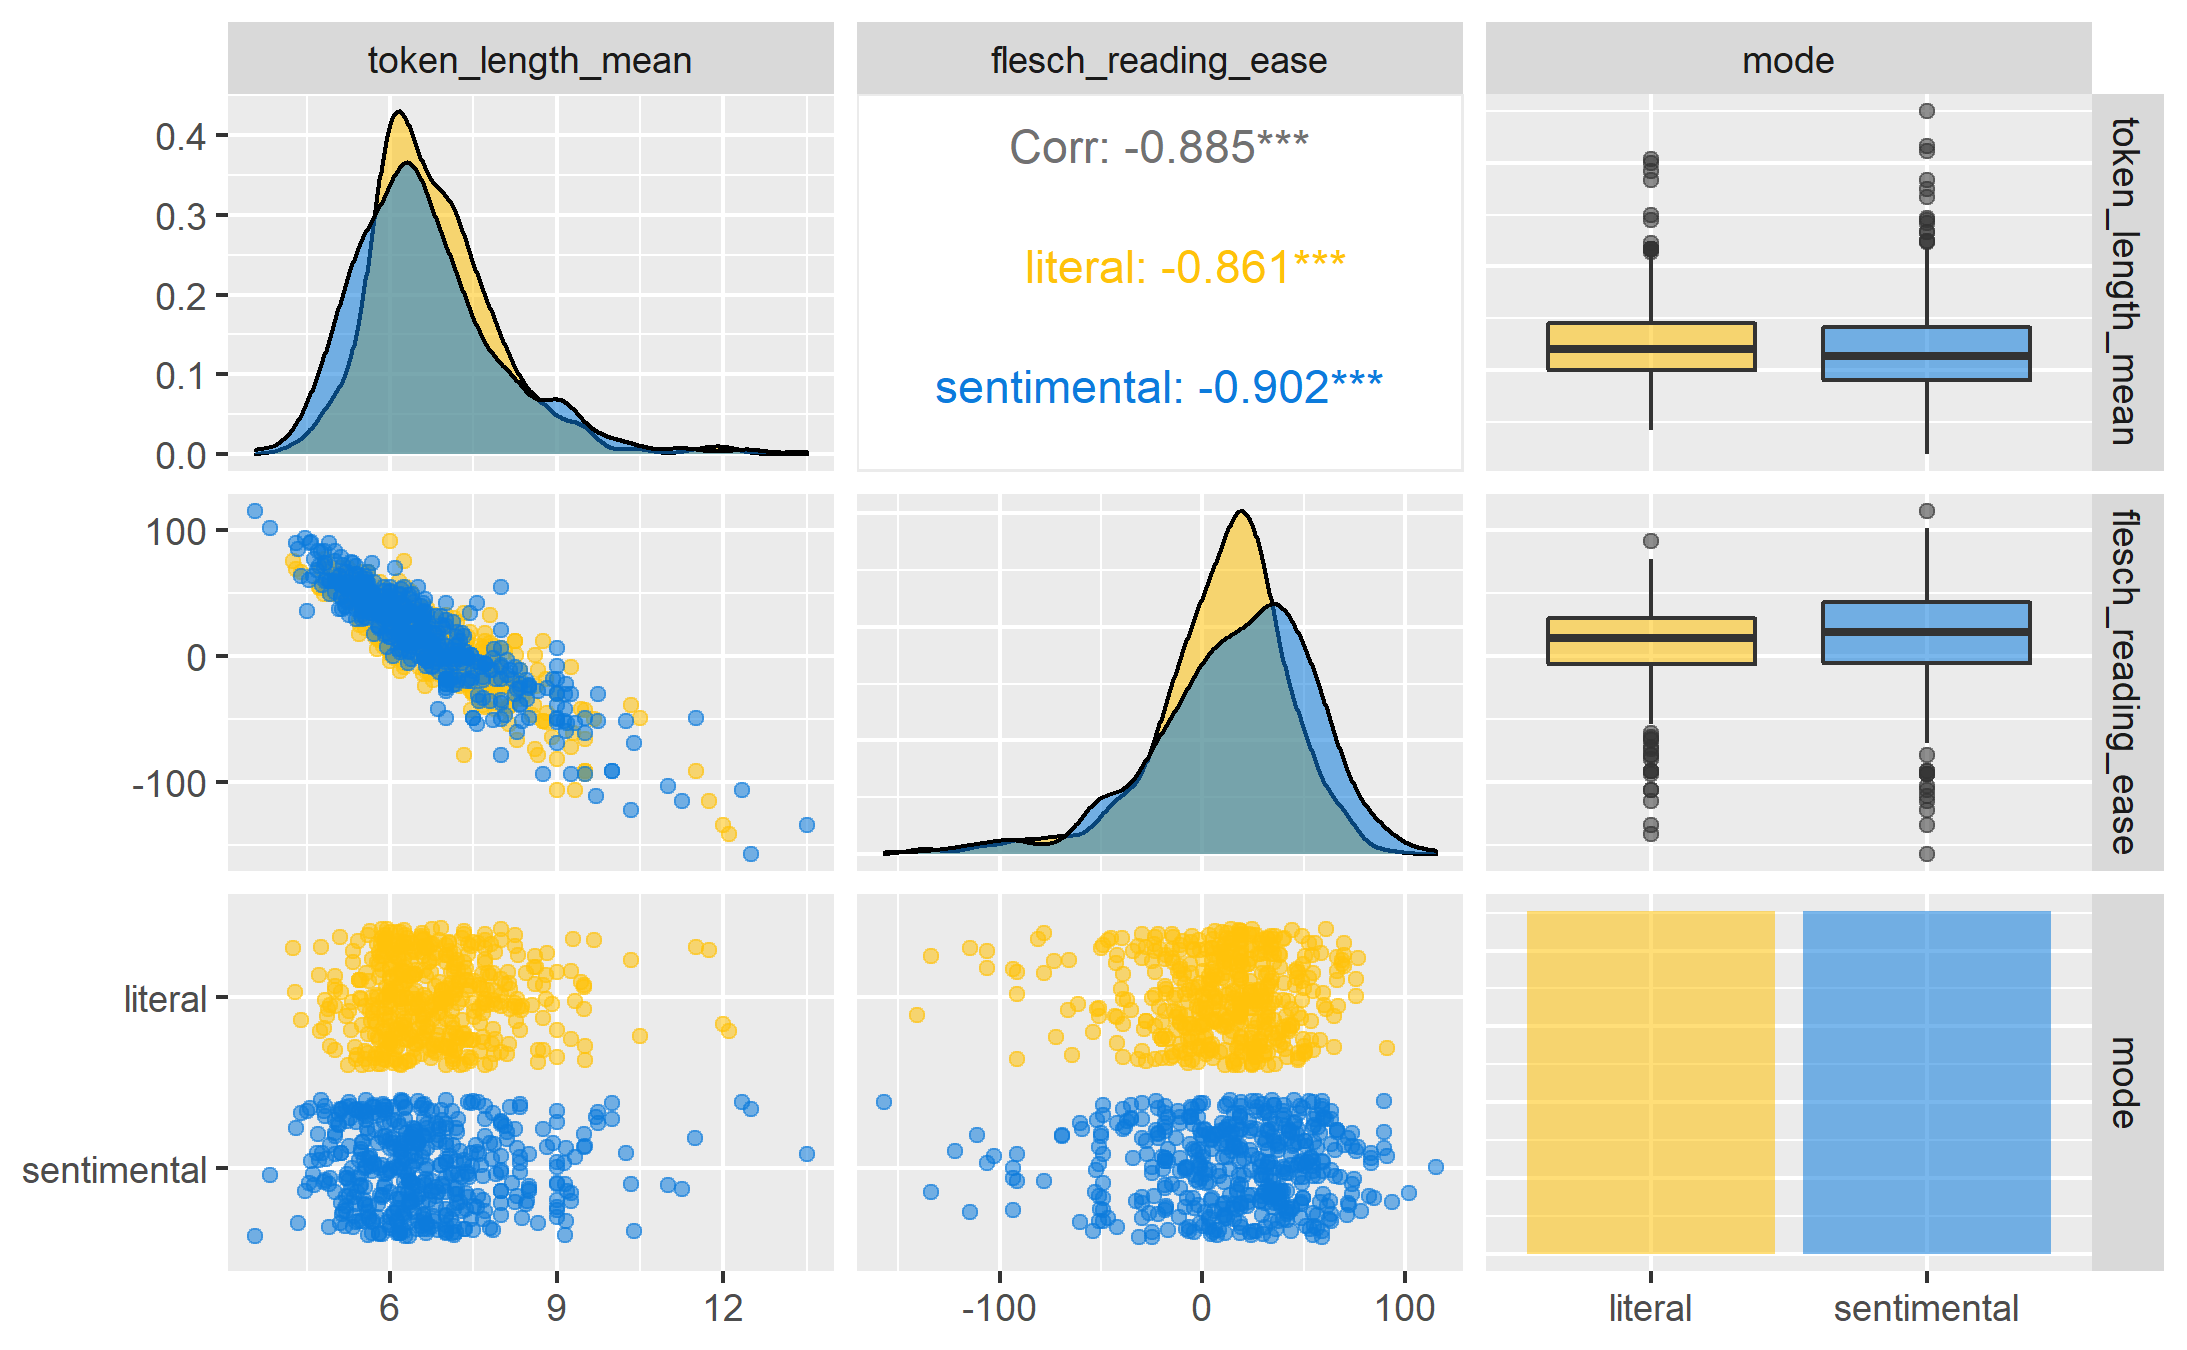 token_length_mean
flesch_reading_ease
mode
0.4
0.3
0.2
0.1
0.0
Corr: -0.885***
literal: -0.861***
sentimental: -0.902***
token_length_mean
100
0
-100
flesch_reading_ease
literal
sentimental
mode
6
9
12
-100
0
100
literal
sentimental